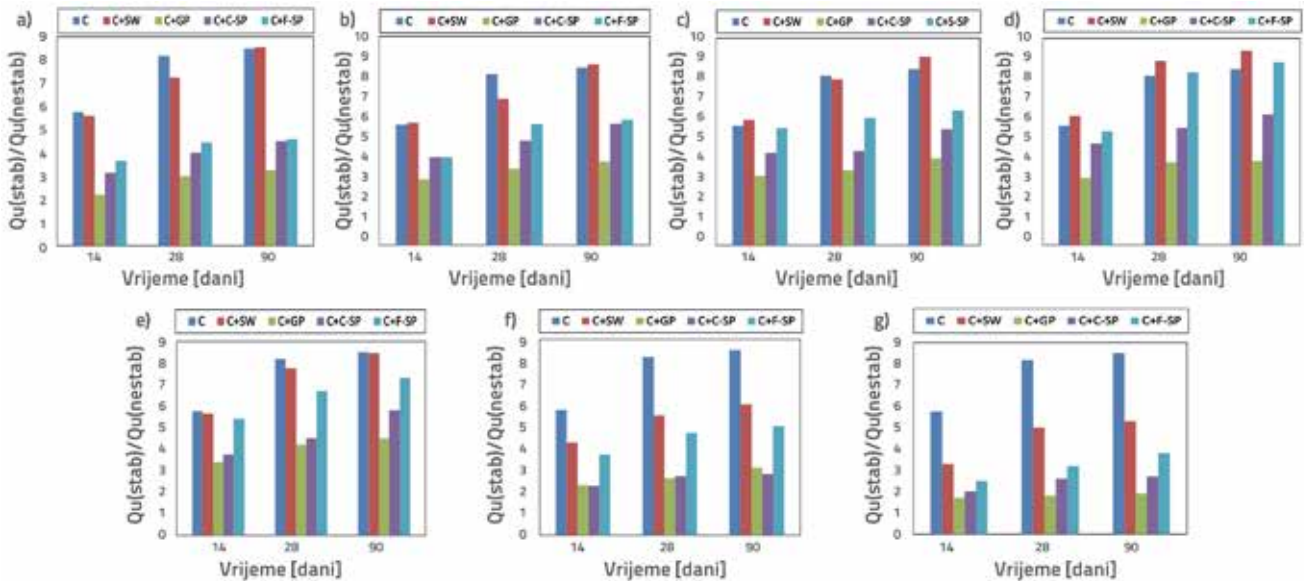 a)
C C+SW C+GP C+C-SP C+F-SP
Qu(stab)/Qu(nestab)
9
8
7
6
5
4
3
2
1
0
14 28 90
Vrijeme [dani]
b)
C C+SW C+GP C+C-SP C+F-SP
Qu(stab)/Qu(nestab)
10
9
8
7
6
5
4
3
2
1
0
14 28 90
Vrijeme [dani]
c)
C C+SW C+GP C+C-SP C+S-SP
Qu(stab)/Qu(nestab)
10
9
8
7
6
5
4
3
2
1
0
14 28 90
Vrijeme [dani]
d)
C C+SW C+GP C+C-SP C+F-SP
Qu(stab)/Qu(nestab)
10
9
8
7
6
5
4
3
2
1
0
14 28 90
Vrijeme [dani]
e)
C C+SW C+GP C+C-SP C+F-SP
Qu(stab)/Qu(nestab)
9
8
7
6
5
4
3
2
1
0
14 28 90
Vrijeme [dani]
f)
C C+SW C+GP C+C-SP C+F-SP
Qu(stab)/Qu(nestab)
9
8
7
6
5
4
3
2
1
0
14 28 90
Vrijeme [dani]
g)
C C+SW C+GP C+C-SP C+F-SP
Qu(stab)/Qu(nestab)
9
8
7
6
5
4
3
2
1
0
14 28 90
Vrijeme [dani]